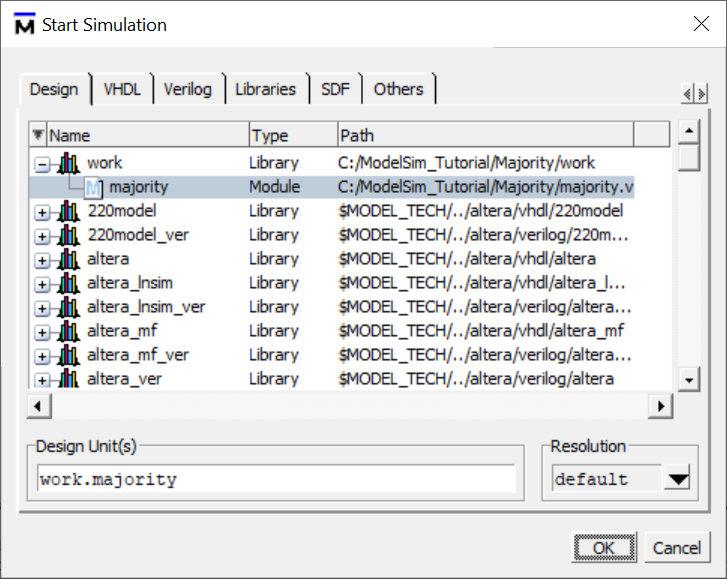 Start Simulation
Design VHDL Verilog Libraries SDF Others
Name Type Path
work Library C:/ModelSim_Tutorial/Majority/work
majority Module C:/ModelSim_Tutorial/Majority/majority.v
220model Library $MODEL_TECH/../altera/vhdl/220model
220model_ver Library $MODEL_TECH/../altera/verilog/220m...
altera Library $MODEL_TECH/../altera/vhdl/altera
altera_lnsim Library $MODEL_TECH/../altera/vhdl/altera_l...
altera_lnsim_ver Library $MODEL_TECH/../altera/verilog/altera...
altera_mf Library $MODEL_TECH/../altera/vhdl/altera_mf
altera_mf_ver Library $MODEL_TECH/../altera/verilog/altera...
altera_ver Library $MODEL_TECH/../altera/verilog/altera
Design Unit(s) Resolution
work.majority default
OK Cancel